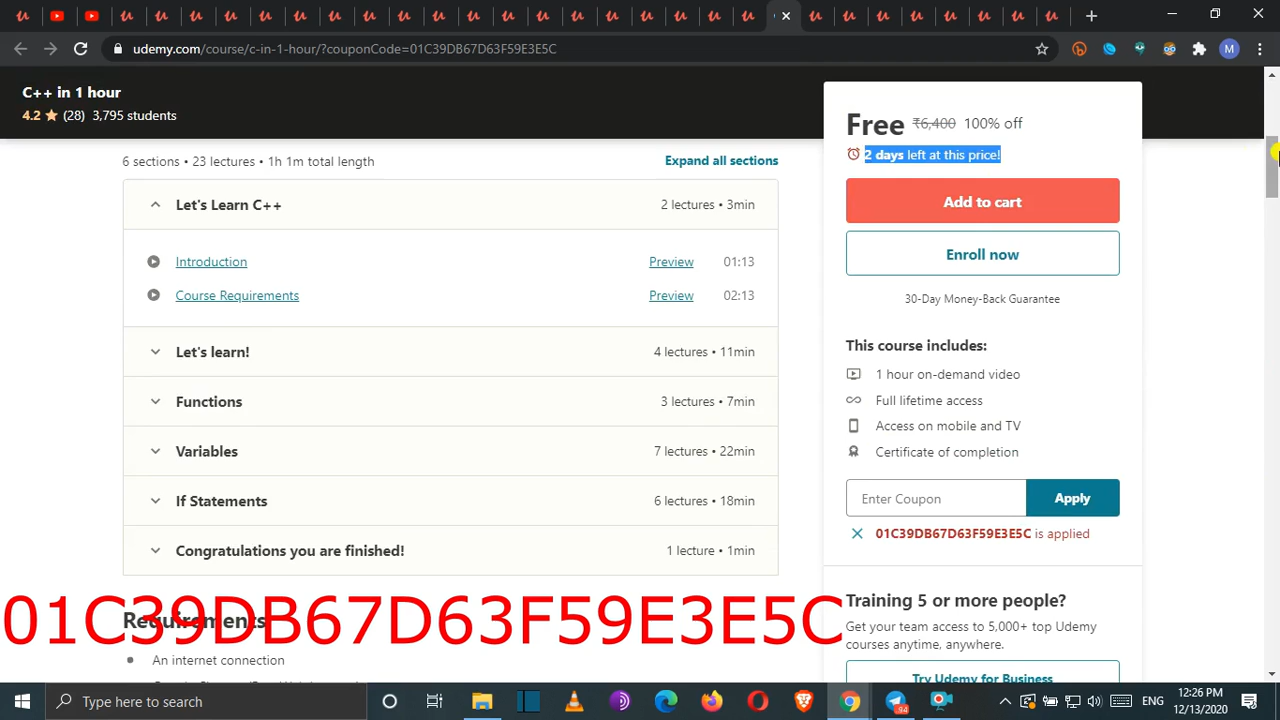 udemy.com/course/c-in-1-hour/?couponCode=01C39DB67D63F59E3E5C
M
C++ in 1 hour
4.2 ★ (28) 3,795 students
6 sections • 23 lectures • 1h 1m total length
Expand all sections
Let's Learn C++
2 lectures • 3min
Introduction
Preview
01:13
Course Requirements
Preview
02:13
Let's learn!
4 lectures • 11min
Functions
3 lectures • 7min
Variables
7 lectures • 22min
If Statements
6 lectures • 18min
Congratulations you are finished!
1 lecture • 1min
Requirements
01C39DB67D63F59E3E5C
An internet connection
Free ₹6,400 100% off
2 days left at this price!
Add to cart
Enroll now
30-Day Money-Back Guarantee
This course includes:
1 hour on-demand video
Full lifetime access
Access on mobile and TV
Certificate of completion
Enter Coupon
Apply
01C39DB67D63F59E3E5C is applied
Training 5 or more people?
Get your team access to 5,000+ top Udemy
courses anytime, anywhere.
Try Udemy for Business
Type here to search
94
ENG
12:26 PM
12/13/2020